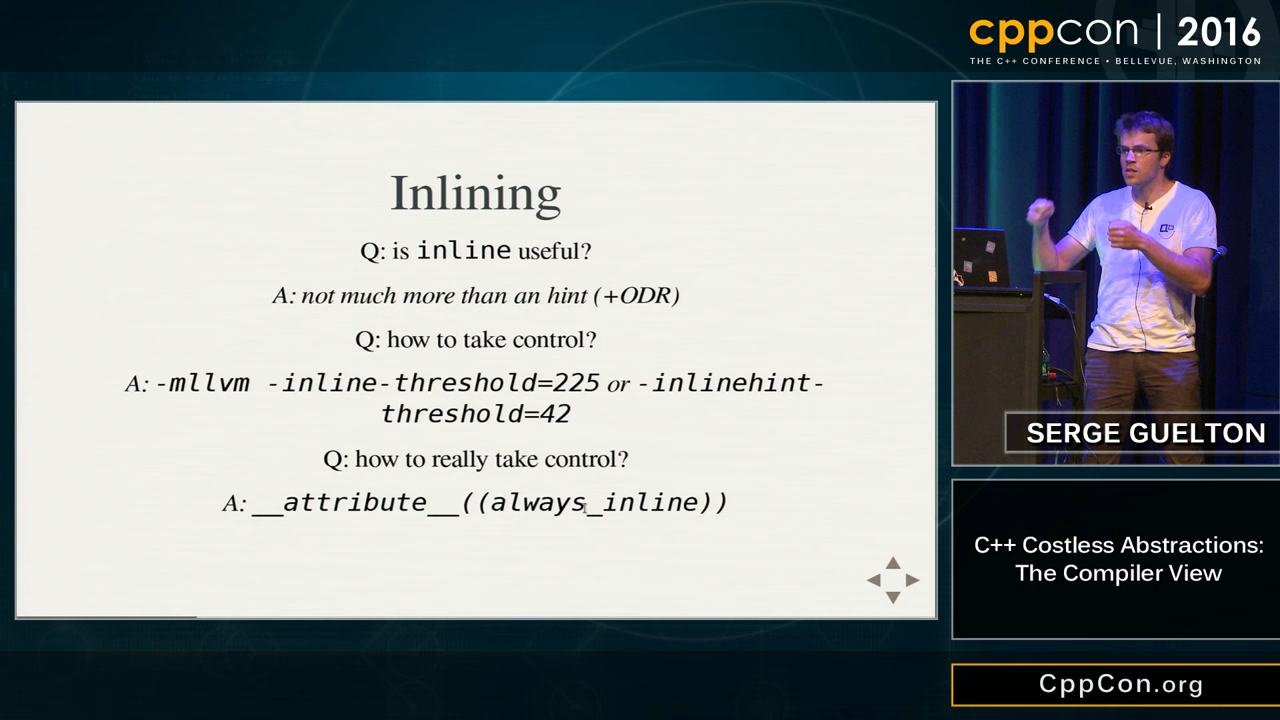 cppcon | 2016
THE C++ CONFERENCE • BELLEVUE, WASHINGTON
Inlining
Q: is inline useful?
A: not much more than an hint (+ODR)
Q: how to take control?
A: -mllvm -inline-threshold=225 or -inlinehint-
threshold=42
Q: how to really take control?
A: __attribute__((always_inline))
SERGE GUELTON
C++ Costless Abstractions:
The Compiler View
CppCon.org